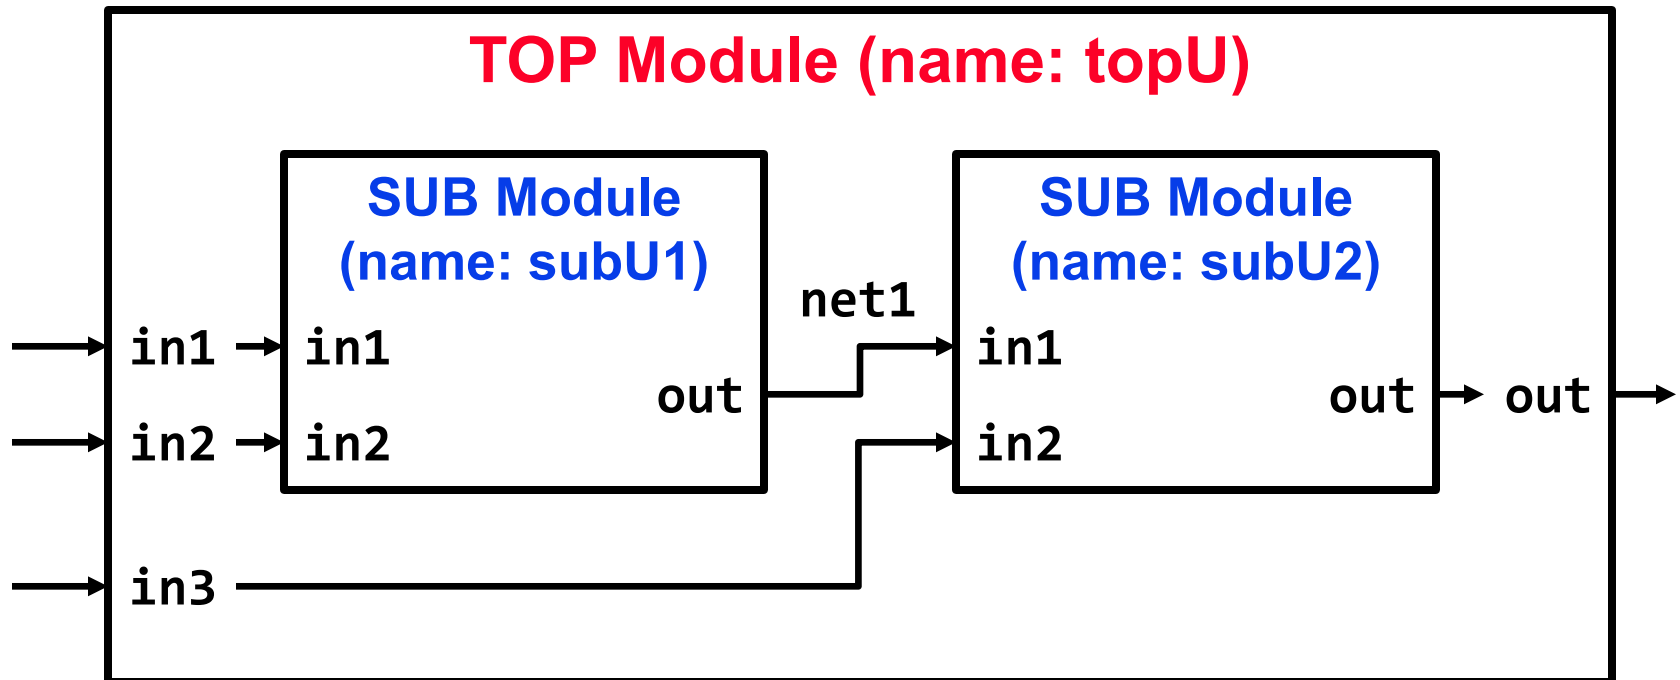 TOP Module (name: topU)
SUB Module
(name: subU1)
in1
in2
out
SUB Module
(name: subU2)
in1
in2
out
net1
in1
in2
in3
out